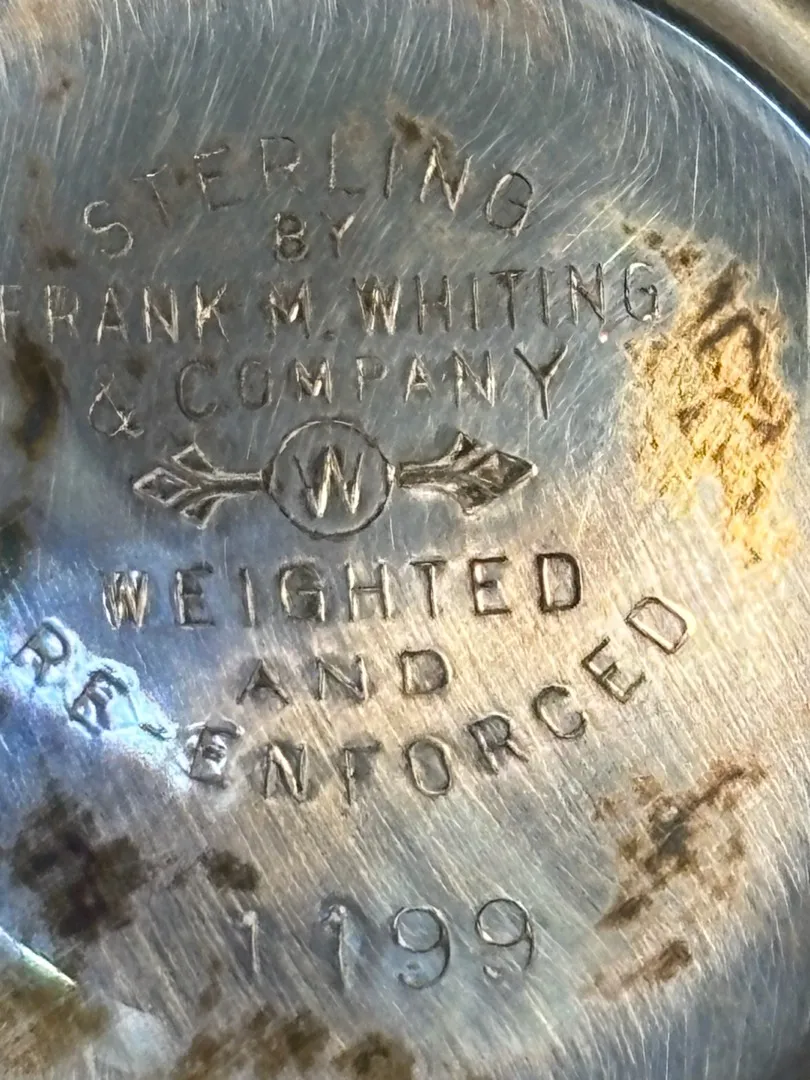 STERLING
BY
FRANK M. WHITING
& COMPANY
W
WEIGHTED
AND
RE-ENFORCED
1199